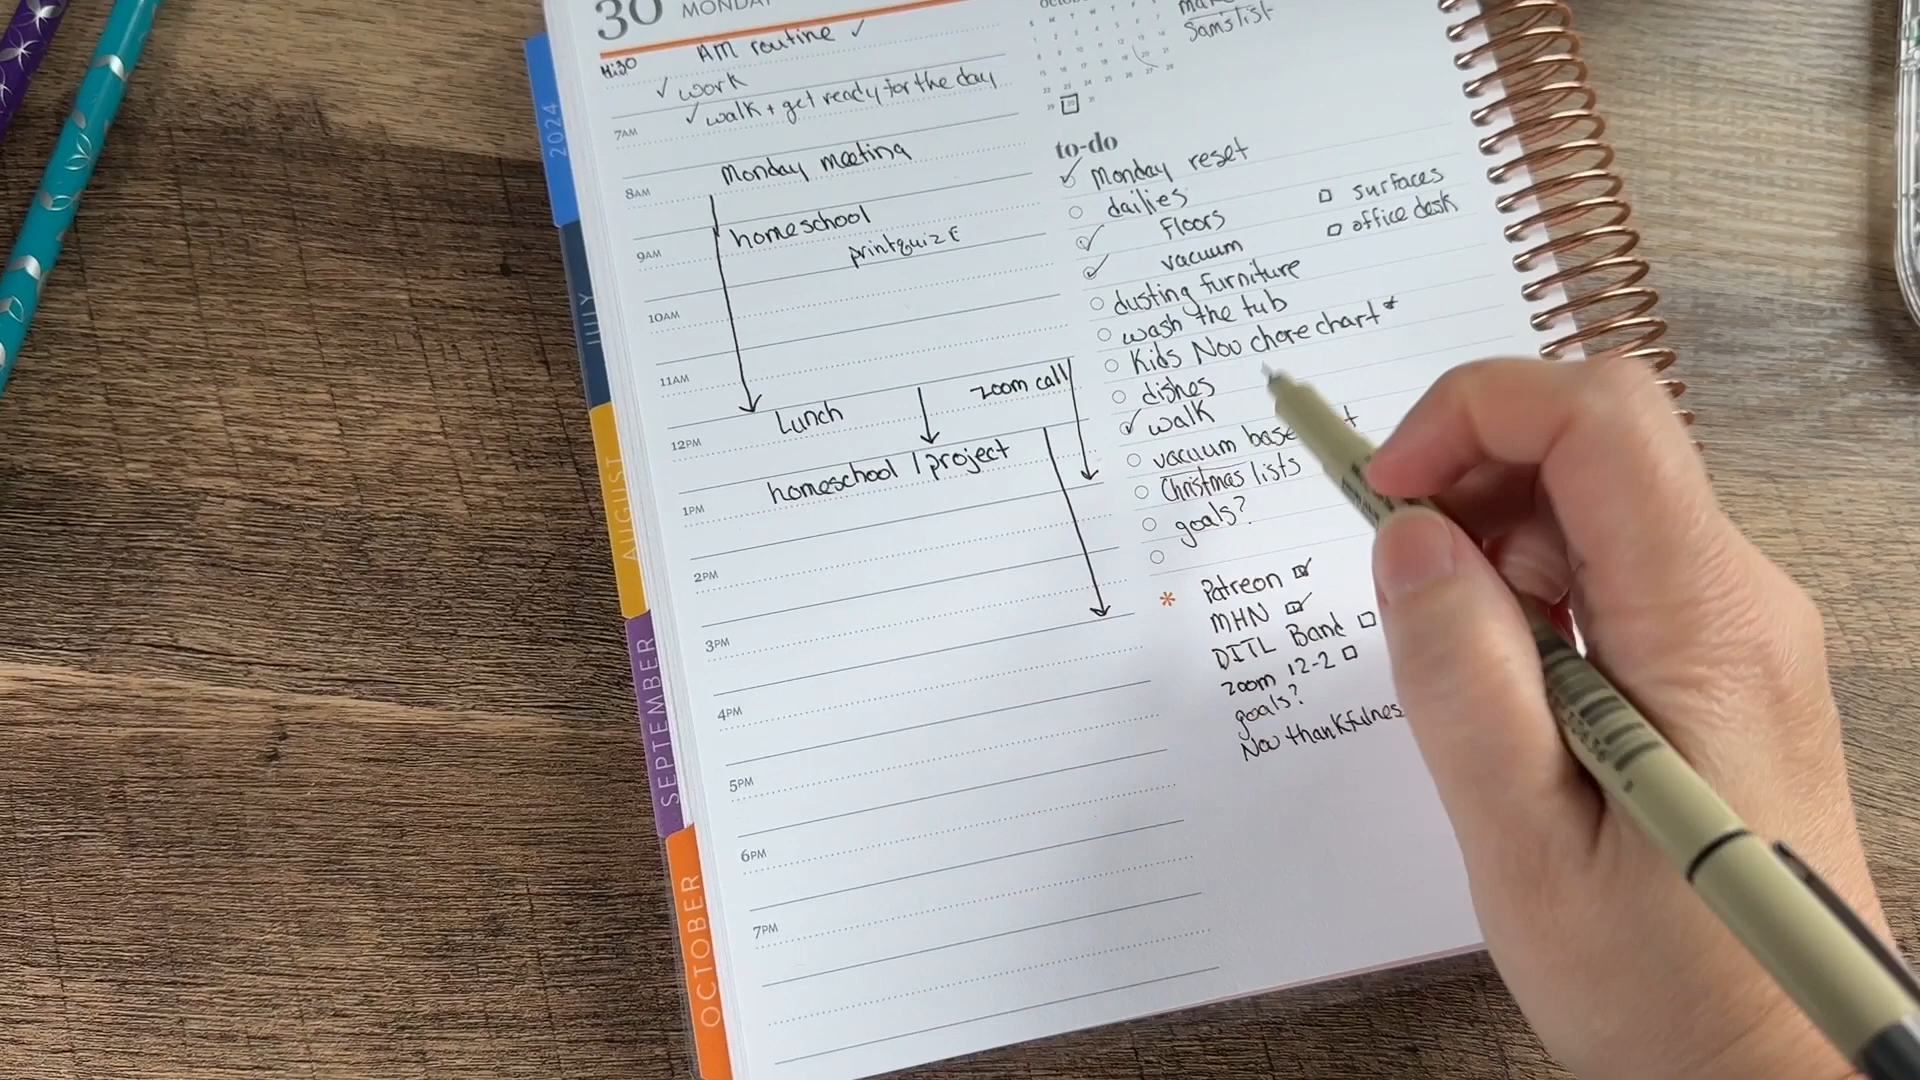 30 MONDAY
AM routine ✓
4:30
✓ work
✓ walk + get ready for the day
7AM
Monday meeting
8AM
homeschool
print quiz E
9AM
10AM
11AM
zoom call
Lunch
12PM
homeschool / project
1PM
2PM
3PM
4PM
5PM
6PM
7PM
Sam's list
to-do
Monday reset
dailies
surfaces
Floors
office desk
vacuum
dusting furniture
wash the tub
Kids Nov chore chart*
dishes
walk
vacuum
Christmas lists
goals?
* Patreon
MHN
DITL Band
zoom 12-2
goals?
Nov thankfulnes
2024
JULY
AUGUST
SEPTEMBER
OCTOBER